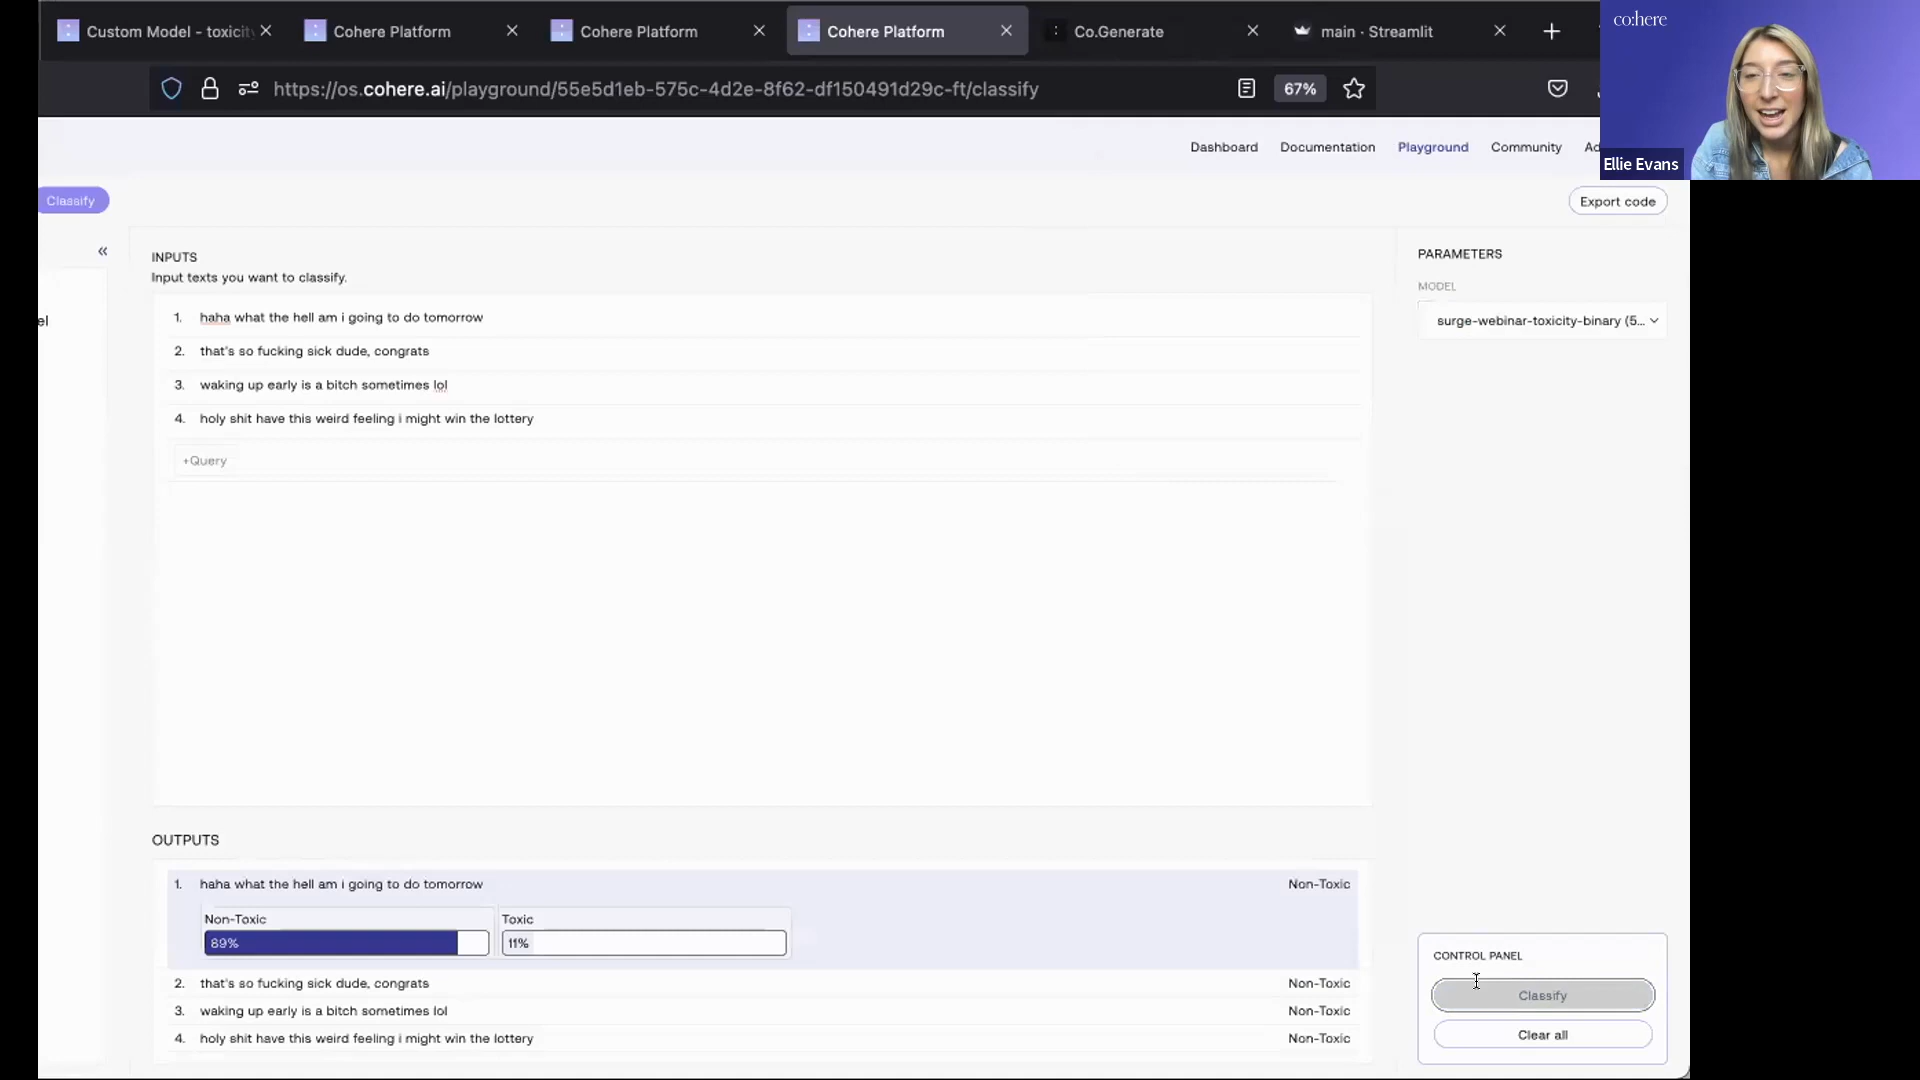 Custom Model - toxicity
Cohere Platform
Cohere Platform
Cohere Platform
Co.Generate
main · Streamlit
co:here
https://os.cohere.ai/playground/55e5d1eb-575c-4d2e-8f62-df150491d29c-ft/classify
67%
Dashboard
Documentation
Playground
Community
Ellie Evans
Classify
Export code
«
el
INPUTS
Input texts you want to classify.
1. haha what the hell am i going to do tomorrow
2. that's so fucking sick dude, congrats
3. waking up early is a bitch sometimes lol
4. holy shit have this weird feeling i might win the lottery
+Query
PARAMETERS
MODEL
surge-webinar-toxicity-binary (5...
OUTPUTS
1. haha what the hell am i going to do tomorrow Non-Toxic
Non-Toxic Toxic
89% 11%
2. that's so fucking sick dude, congrats Non-Toxic
3. waking up early is a bitch sometimes lol Non-Toxic
4. holy shit have this weird feeling i might win the lottery Non-Toxic
CONTROL PANEL
Classify
Clear all